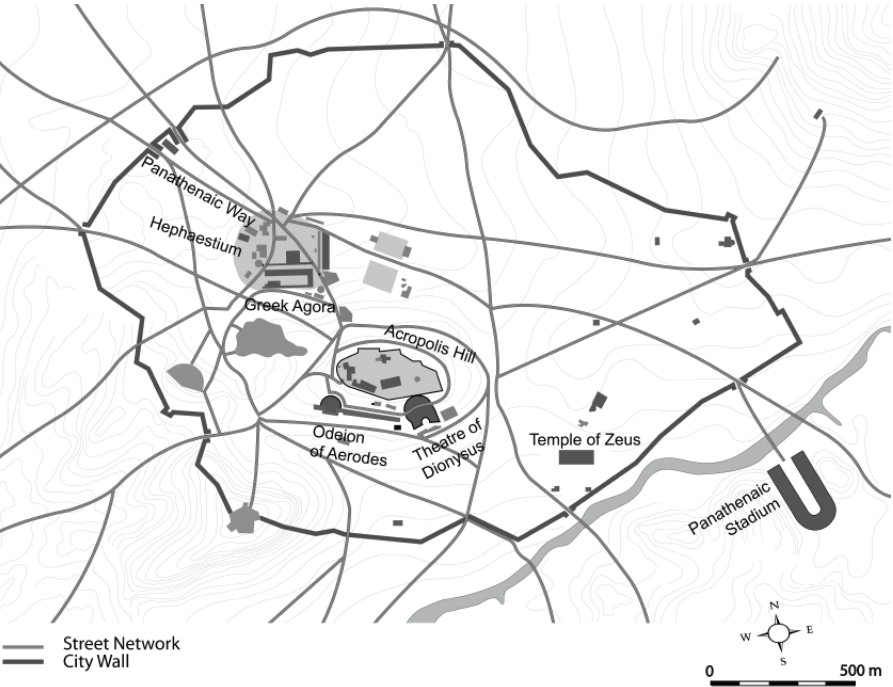 Panathenaic Way
Hephaestium
Greek Agora
Acropolis Hill
Odeion
of Aerodes
Theatre of
Dionysus
Temple of Zeus
Panathenaic
Stadium
Street Network
City Wall
N
W
E
S
0
500 m